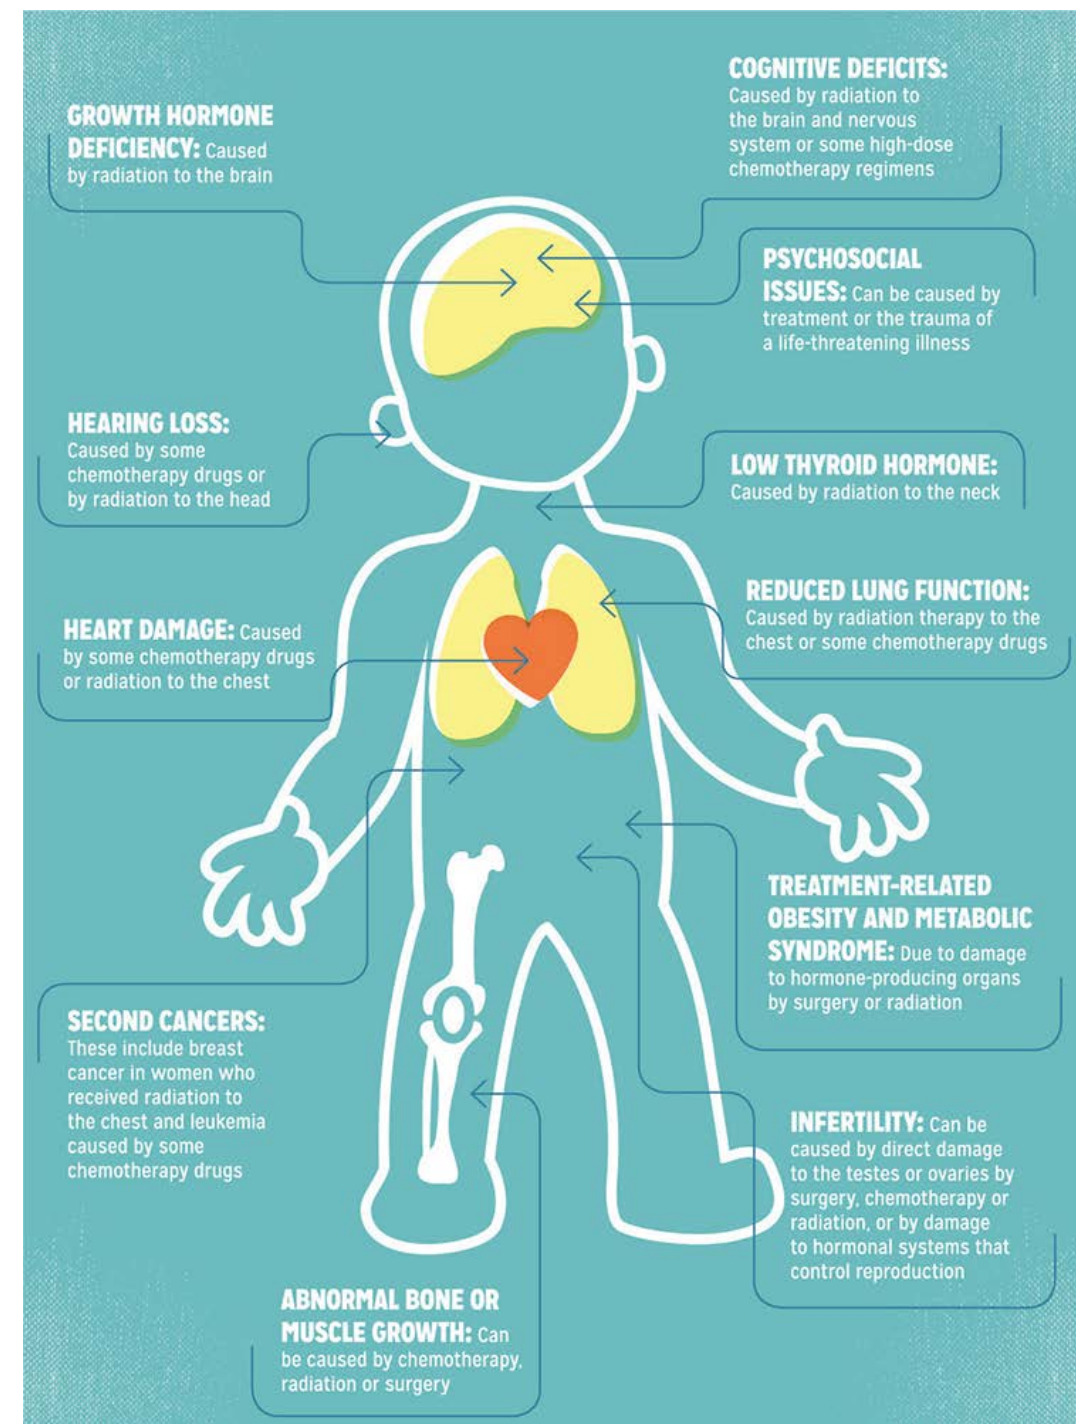 GROWTH HORMONE
DEFICIENCY: Caused
by radiation to the brain
COGNITIVE DEFICITS:
Caused by radiation to
the brain and nervous
system or some high-dose
chemotherapy regimens
PSYCHOSOCIAL
ISSUES: Can be caused by
treatment or the trauma of
a life-threatening illness
HEARING LOSS:
Caused by some
chemotherapy drugs or
by radiation to the head
LOW THYROID HORMONE:
Caused by radiation to the neck
HEART DAMAGE: Caused
by some chemotherapy drugs
or radiation to the chest
REDUCED LUNG FUNCTION:
Caused by radiation therapy to the
chest or some chemotherapy drugs
TREATMENT-RELATED
OBESITY AND METABOLIC
SYNDROME: Due to damage
to hormone-producing organs
by surgery or radiation
SECOND CANCERS:
These include breast
cancer in women who
received radiation to
the chest and leukemia
caused by some
chemotherapy drugs
INFERTILITY: Can be
caused by direct damage
to the testes or ovaries by
surgery, chemotherapy or
radiation, or by damage
to hormonal systems that
control reproduction
ABNORMAL BONE OR
MUSCLE GROWTH: Can
be caused by chemotherapy,
radiation or surgery